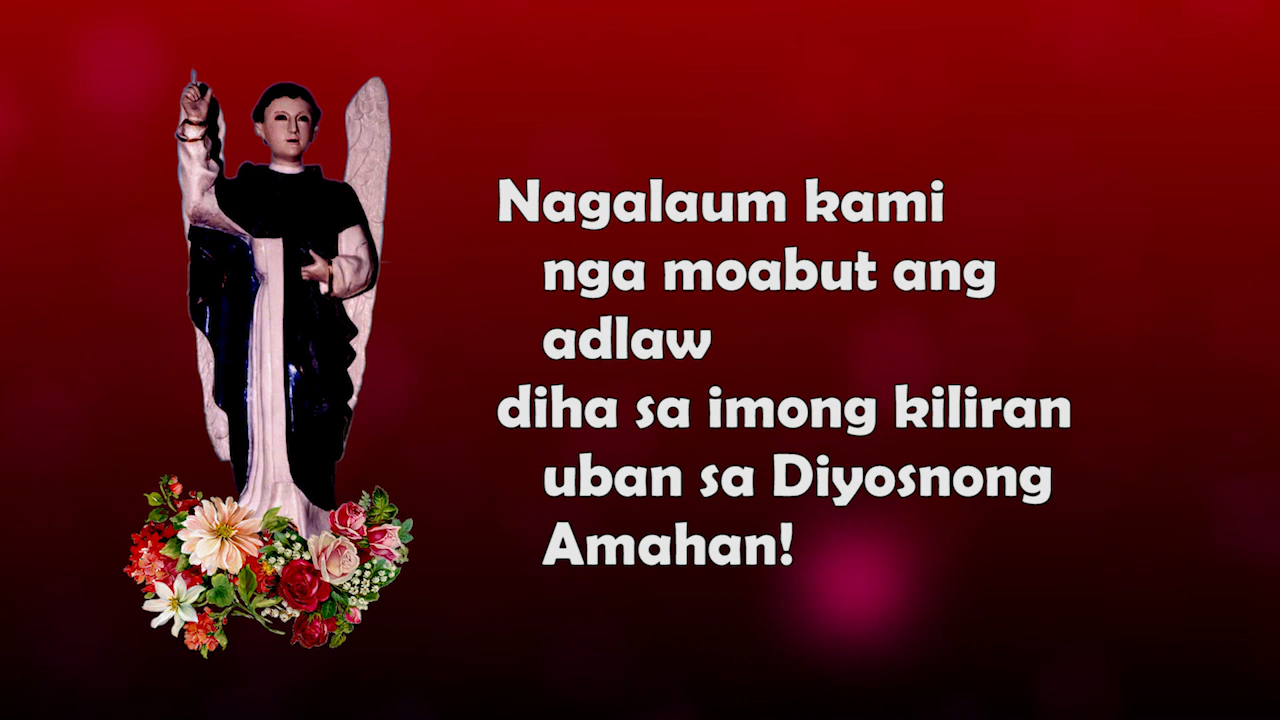 Nagalaum kami
nga moabut ang
adlaw
diha sa imong kiliran
uban sa Diyosnong
Amahan!